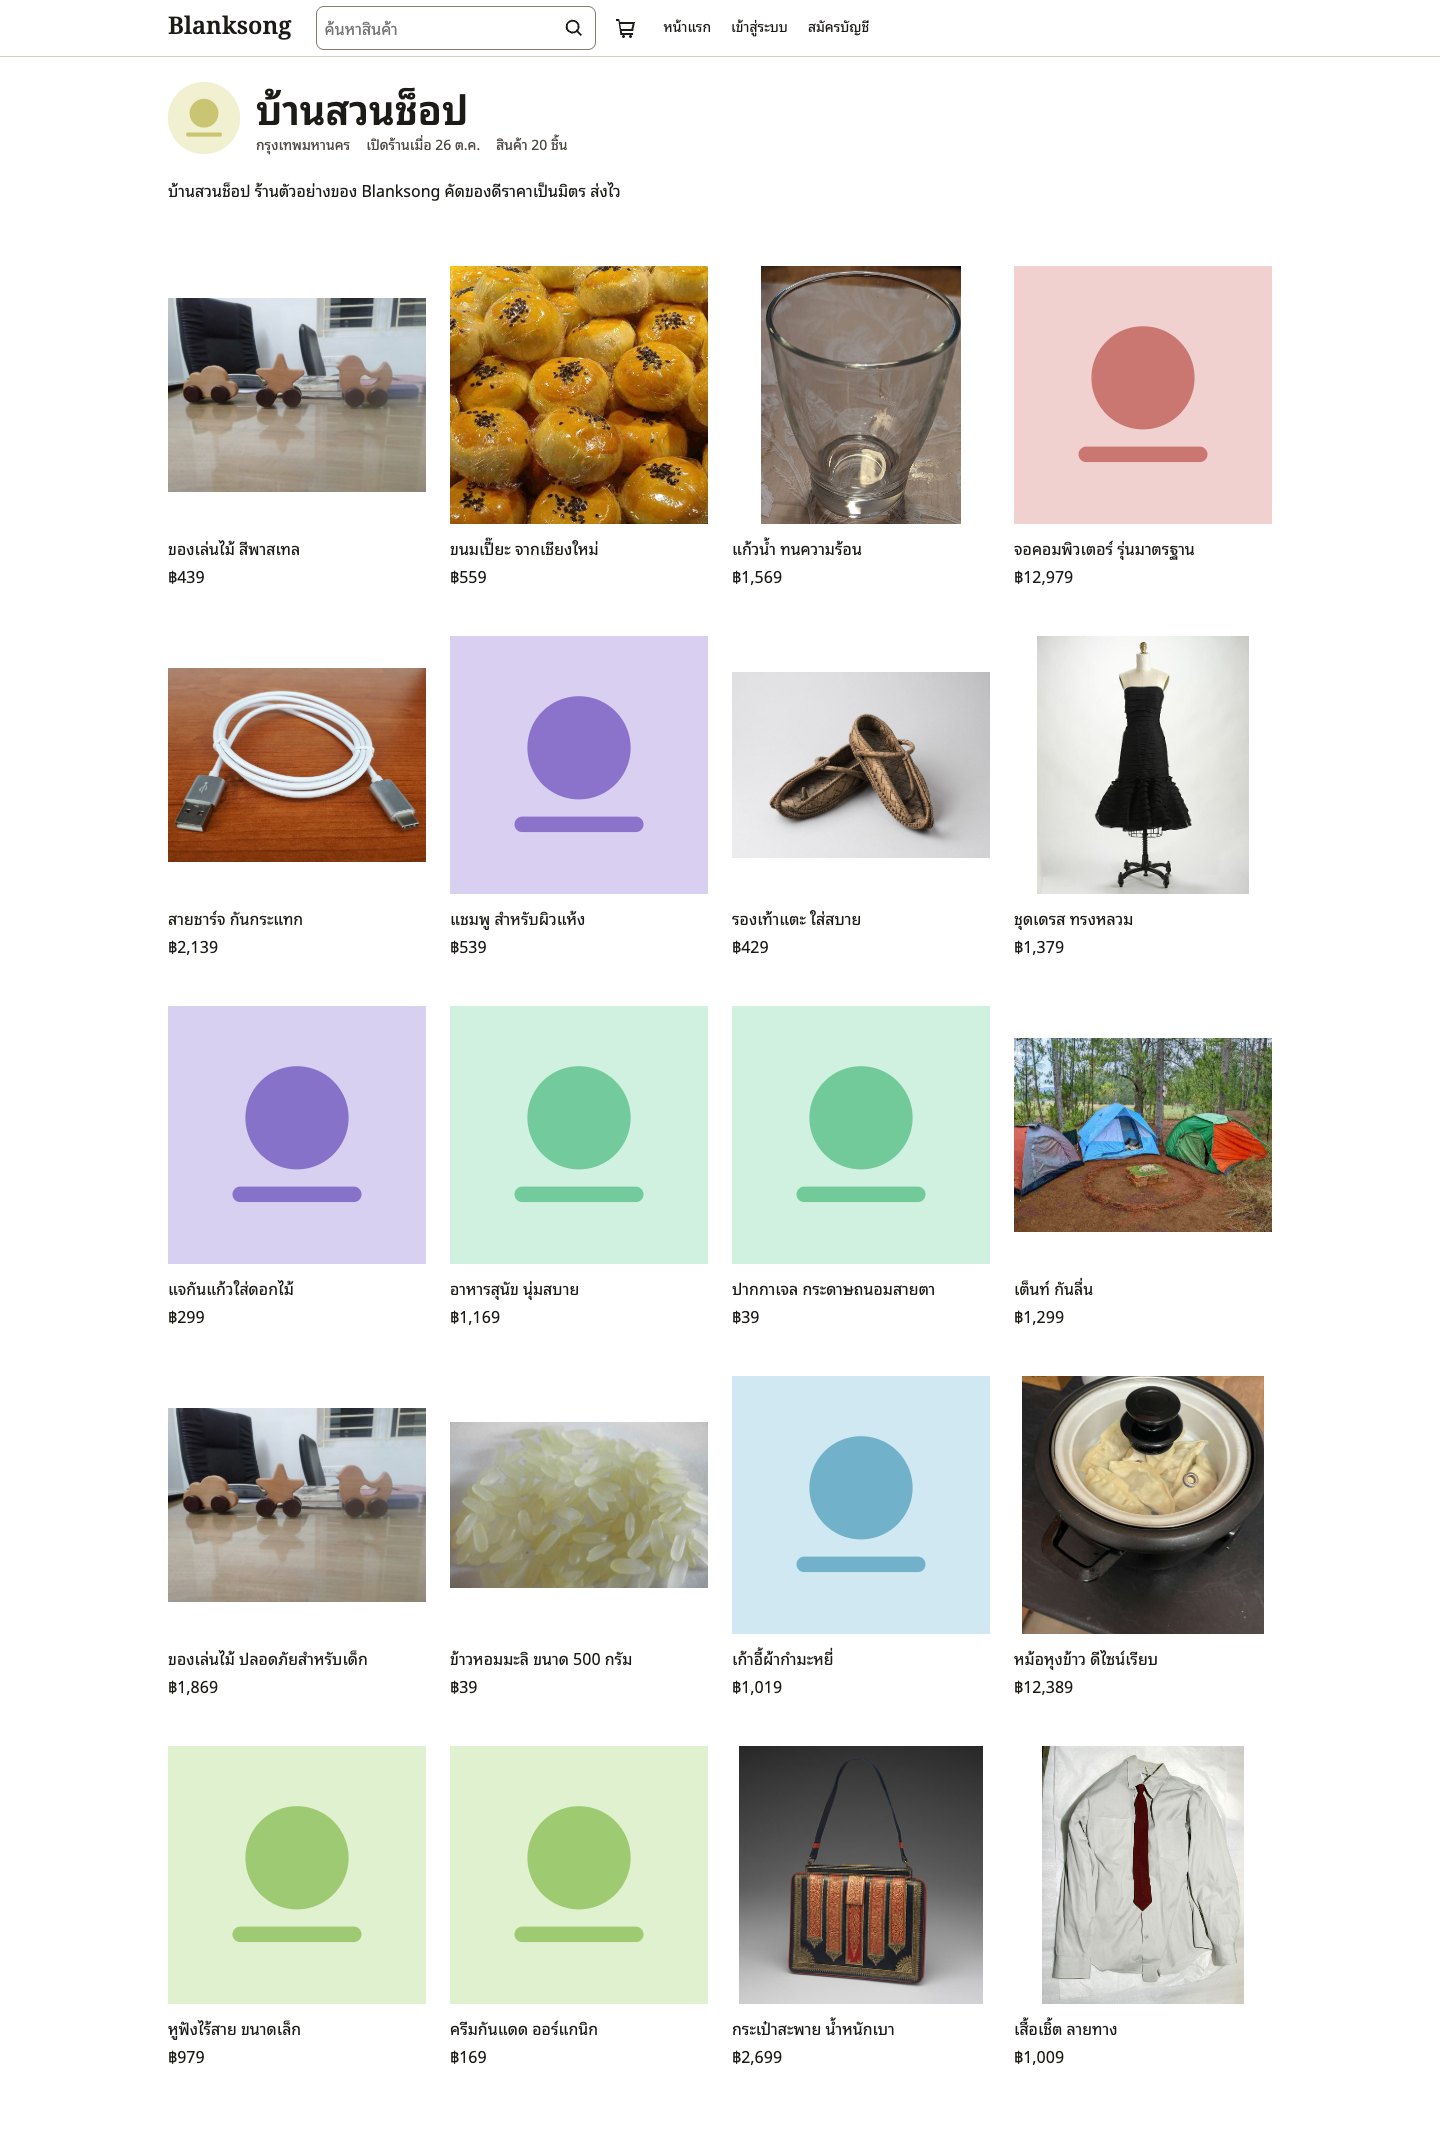 Blanksong
ค้นหาสินค้า
หน้าแรก เข้าสู่ระบบ สมัครบัญชี
บ้านสวนช็อป
กรุงเทพมหานคร เปิดร้านเมื่อ 26 ต.ค. สินค้า 20 ชิ้น
บ้านสวนช็อป ร้านตัวอย่างของ Blanksong คัดของดีราคาเป็นมิตร ส่งไว
ของเล่นไม้ สีพาสเทล
฿439
ขนมเปี๊ยะ จากเชียงใหม่
฿559
แก้วน้ำ ทนความร้อน
฿1,569
จอคอมพิวเตอร์ รุ่นมาตรฐาน
฿12,979
สายชาร์จ กันกระแทก
฿2,139
แชมพู สำหรับผิวแห้ง
฿539
รองเท้าแตะ ใส่สบาย
฿429
ชุดเดรส ทรงหลวม
฿1,379
แจกันแก้วใส่ดอกไม้
฿299
อาหารสุนัข นุ่มสบาย
฿1,169
ปากกาเจล กระดาษถนอมสายตา
฿39
เต็นท์ กันลื่น
฿1,299
ของเล่นไม้ ปลอดภัยสำหรับเด็ก
฿1,869
ข้าวหอมมะลิ ขนาด 500 กรัม
฿39
เก้าอี้ผ้ากำมะหยี่
฿1,019
หม้อหุงข้าว ดีไซน์เรียบ
฿12,389
หูฟังไร้สาย ขนาดเล็ก
฿979
ครีมกันแดด ออร์แกนิก
฿169
กระเป๋าสะพาย น้ำหนักเบา
฿2,699
เสื้อเชิ้ต ลายทาง
฿1,009